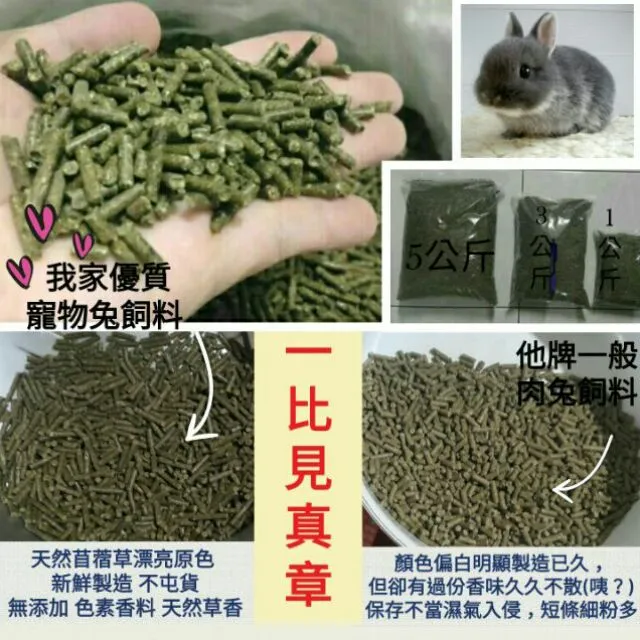 我家優質
寵物兔飼料
5公斤
3
公
斤
1
公
斤
一
比
見
真
章
他牌一般
肉兔飼料
天然苜蓿草漂亮原色
新鮮製造 不屯貨
無添加 色素香料 天然草香
顏色偏白明顯製造已久，
但卻有過份香味久久不散(咦？)
保存不當濕氣入侵，短條細粉多